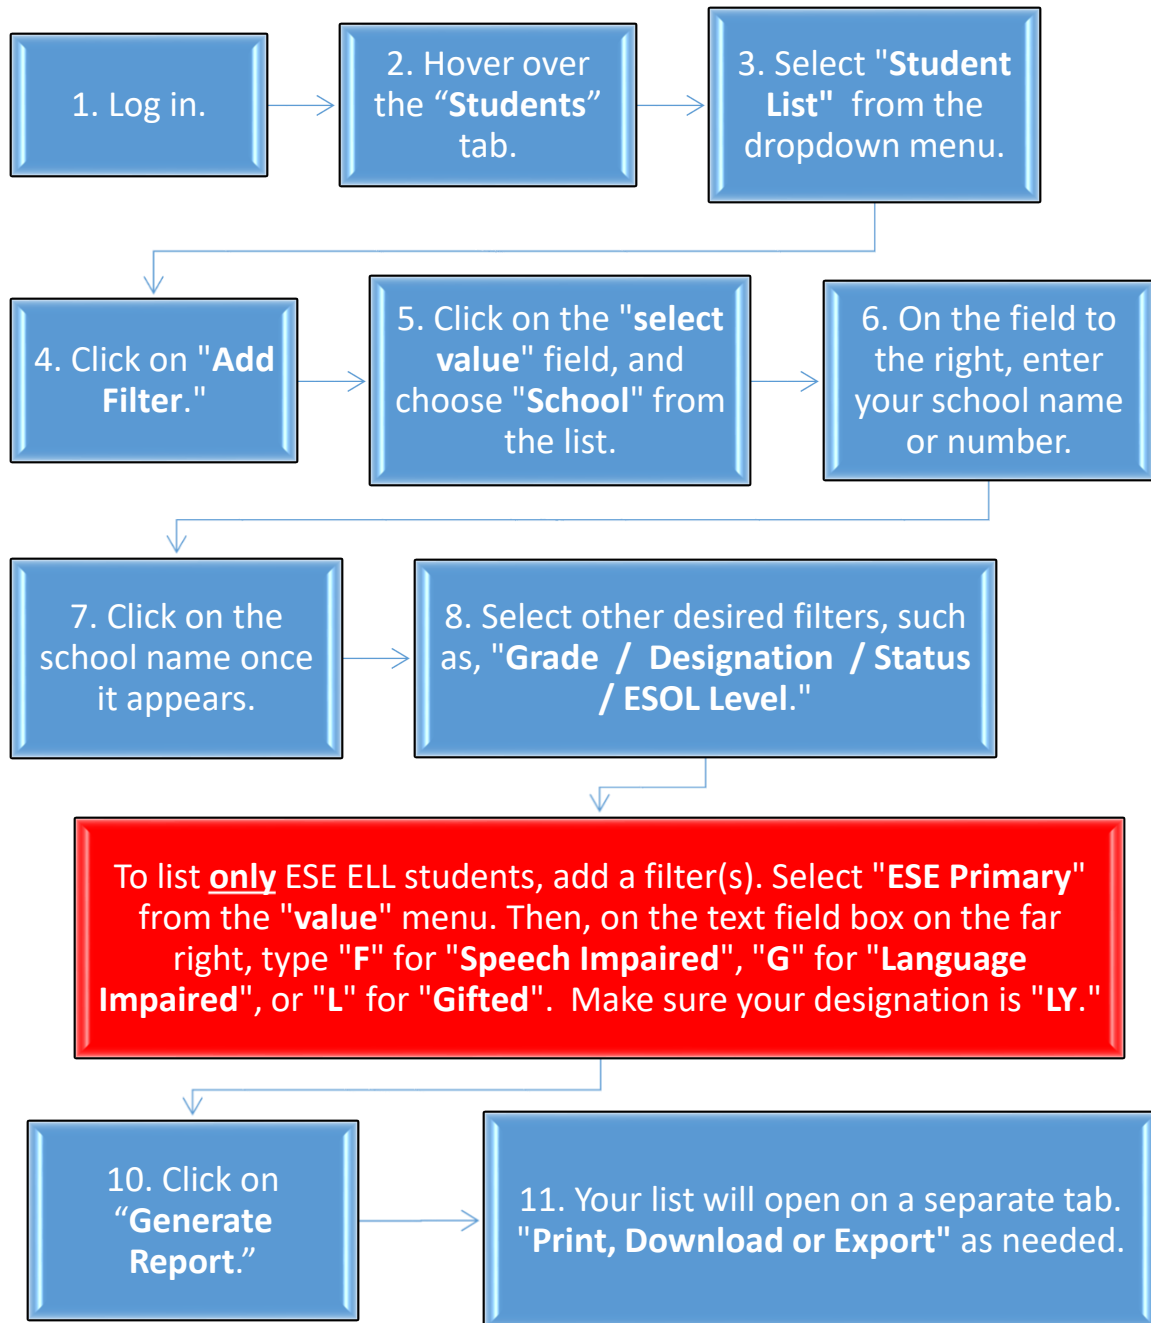 1. Log in.
2. Hover over
the “Students”
tab.
3. Select "Student
List" from the
dropdown menu.
4. Click on "Add
Filter."
5. Click on the "select
value" field, and
choose "School" from
the list.
6. On the field to
the right, enter
your school name
or number.
7. Click on the
school name once
it appears.
8. Select other desired filters, such
as, "Grade / Designation / Status
/ ESOL Level."
To list only ESE ELL students, add a filter(s). Select "ESE Primary"
from the "value" menu. Then, on the text field box on the far
right, type "F" for "Speech Impaired", "G" for "Language
Impaired", or "L" for "Gifted". Make sure your designation is "LY."
10. Click on
“Generate
Report.”
11. Your list will open on a separate tab.
"Print, Download or Export" as needed.